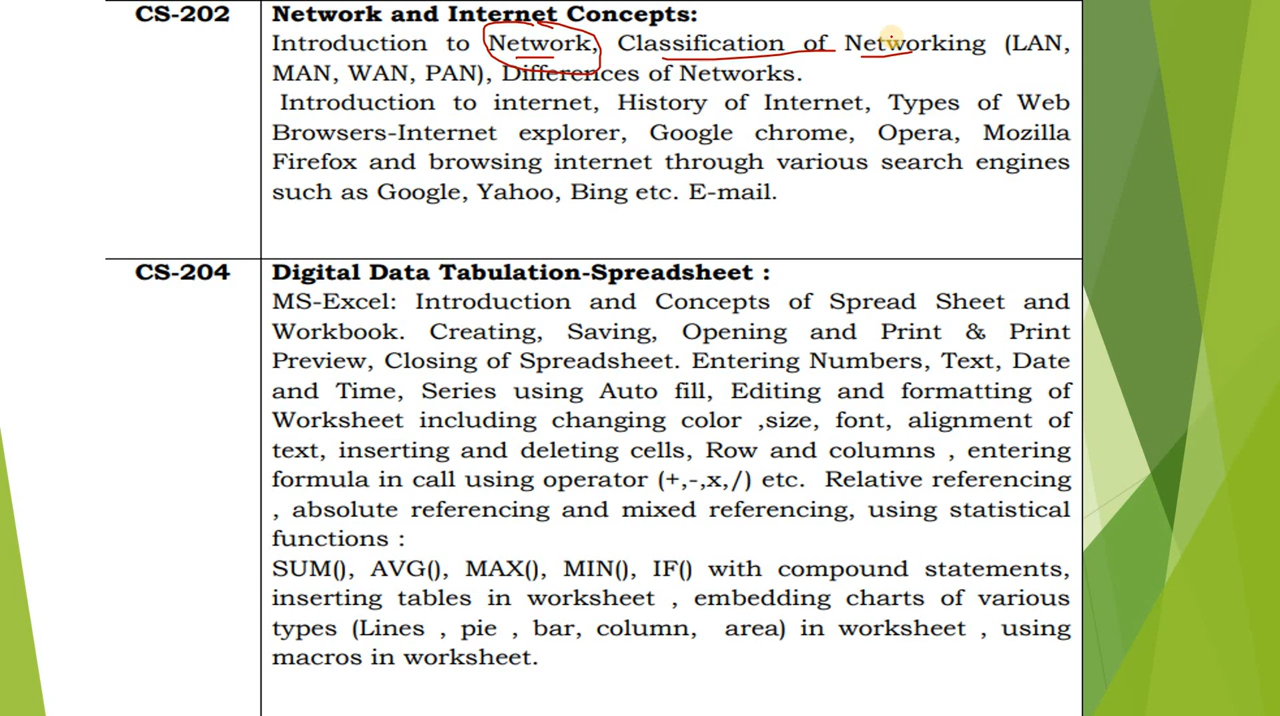 CS-202
Network and Internet Concepts:
Introduction to Network, Classification of Networking (LAN,
MAN, WAN, PAN), Differences of Networks.
Introduction to internet, History of Internet, Types of Web
Browsers-Internet explorer, Google chrome, Opera, Mozilla
Firefox and browsing internet through various search engines
such as Google, Yahoo, Bing etc. E-mail.
CS-204
Digital Data Tabulation-Spreadsheet :
MS-Excel: Introduction and Concepts of Spread Sheet and
Workbook. Creating, Saving, Opening and Print & Print
Preview, Closing of Spreadsheet. Entering Numbers, Text, Date
and Time, Series using Auto fill, Editing and formatting of
Worksheet including changing color ,size, font, alignment of
text, inserting and deleting cells, Row and columns , entering
formula in call using operator (+,-,x,/) etc. Relative referencing
, absolute referencing and mixed referencing, using statistical
functions :
SUM(), AVG(), MAX(), MIN(), IF() with compound statements,
inserting tables in worksheet , embedding charts of various
types (Lines , pie , bar, column, area) in worksheet , using
macros in worksheet.